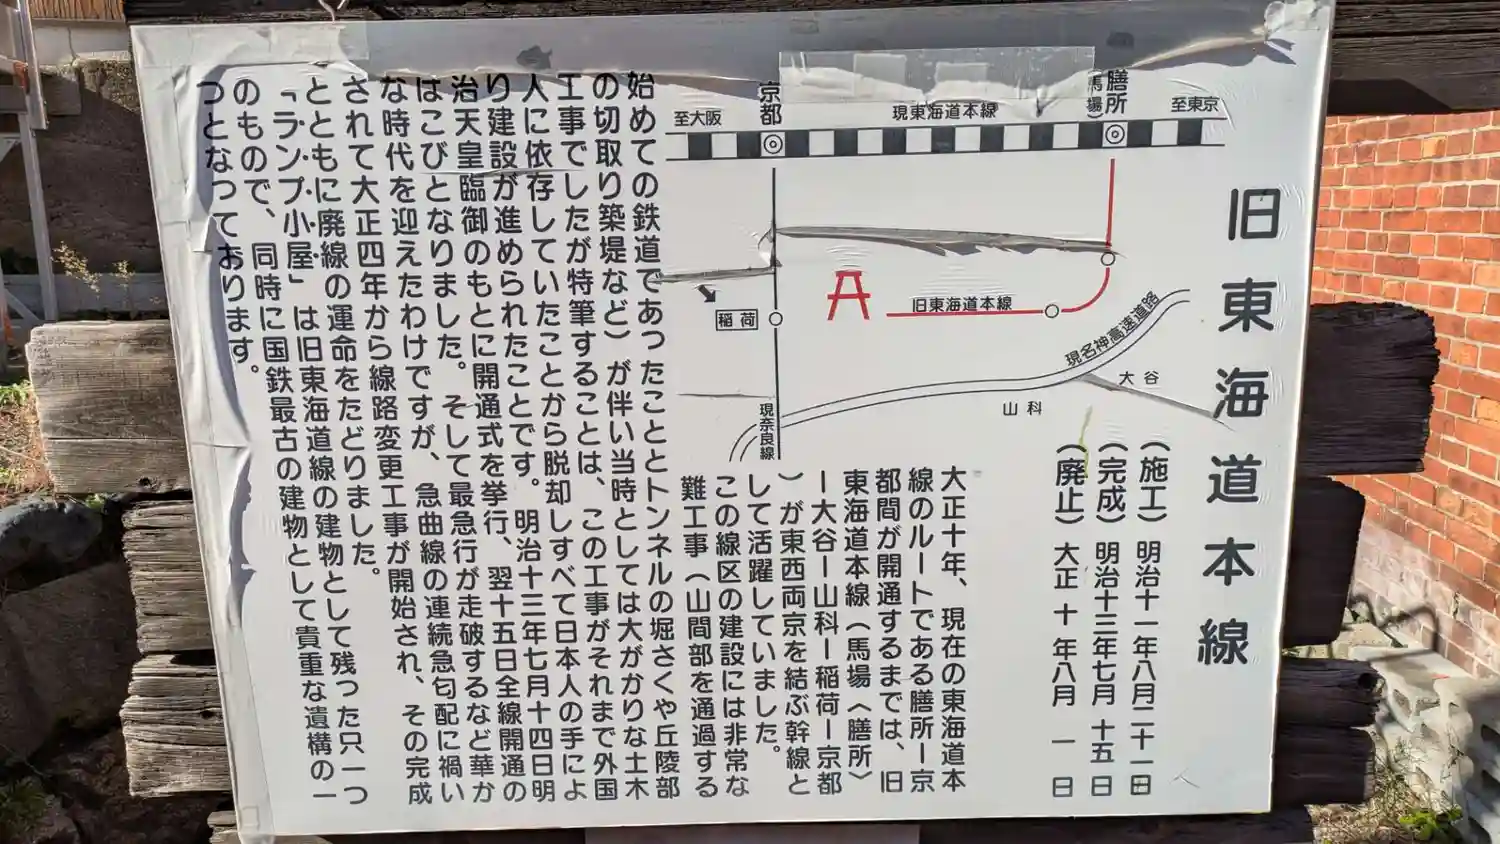 旧東海道本線
（施工）明治十一年八月二十一日
（完成）明治十三年七月十五日
（廃止）大正十年八月一日
大正十年、現在の東海道本
線のルートである膳所ー京
都間が開通するまでは、旧
東海道本線（馬場〈膳所〉
ー大谷ー山科ー稲荷ー京都
）が東西両京を結ぶ幹線と
して活躍していました。
この線区の建設には非常な
難工事（山間部を通過する
始めての鉄道であったこととトンネルの堀さくや丘陵部
の切取り築堤など）が伴い当時としては大がかりな土木
工事でしたが特筆することは、この工事がそれまで外国
人に依存していたことから脱却しすべて日本人の手によ
り建設が進められたことです。明治十三年七月十四日明
治天皇臨御のもとに開通式を挙行、翌十五日全線開通の
はこびとなりました。そして最急行が走破するなど華か
な時代を迎えたわけですが、急曲線の連続急勾配に禍い
されて大正四年から線路変更工事が開始され、その完成
とともに廃線の運命をたどりました。
「ランプ小屋」は旧東海道線の建物として残った只一つ
のもので、同時に国鉄最古の建物として貴重な遺構の一
つとなっております。
至大阪
京都
現東海道本線
膳所
（馬場）
至東京
稲荷
旧東海道本線
現名神高速道路
大谷
山科
現奈良線